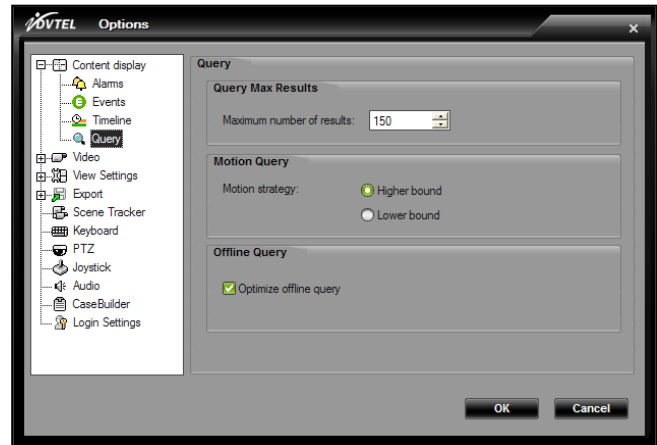 iovTEL Options
Content display
Alarms
Events
Timeline
Query
Video
View Settings
Export
Scene Tracker
Keyboard
PTZ
Joystick
Audio
CaseBuilder
Login Settings
Query
Query Max Results
Maximum number of results: 150
Motion Query
Motion strategy: Higher bound
Lower bound
Offline Query
Optimize offline query
OK Cancel